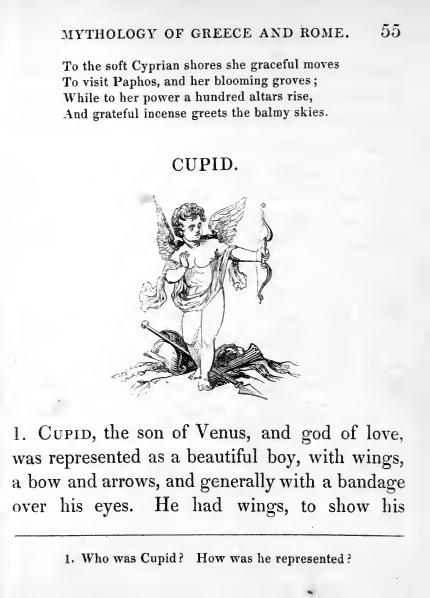 MYTHOLOGY OF GREECE AND ROME. 55
To the soft Cyprian shores she graceful moves
To visit Paphos, and her blooming groves;
While to her power a hundred altars rise,
And grateful incense greets the balmy skies.
CUPID.
1. CUPID, the son of Venus, and god of love,
was represented as a beautiful boy, with wings,
a bow and arrows, and generally with a bandage
over his eyes. He had wings, to show his
1. Who was Cupid? How was he represented?